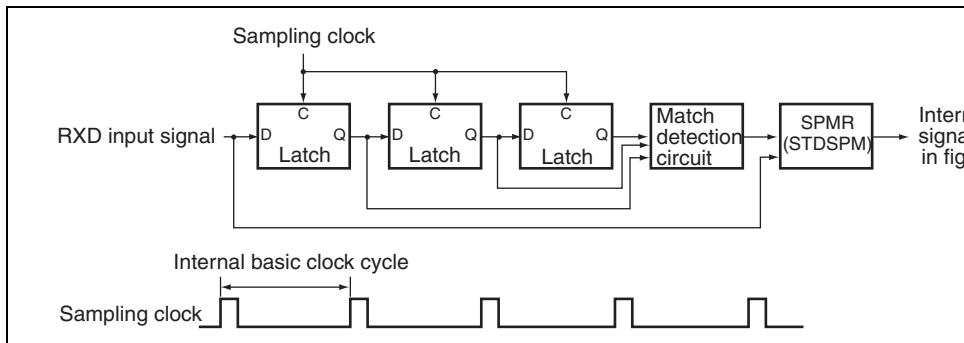 Sampling clock
C
C
C
RXD input signal
D
Q
D
Q
D
Q
Latch
Latch
Latch
Match
detection
circuit
SPMR
(STDSPM)
in
Internal basic clock cycle
Sampling clock